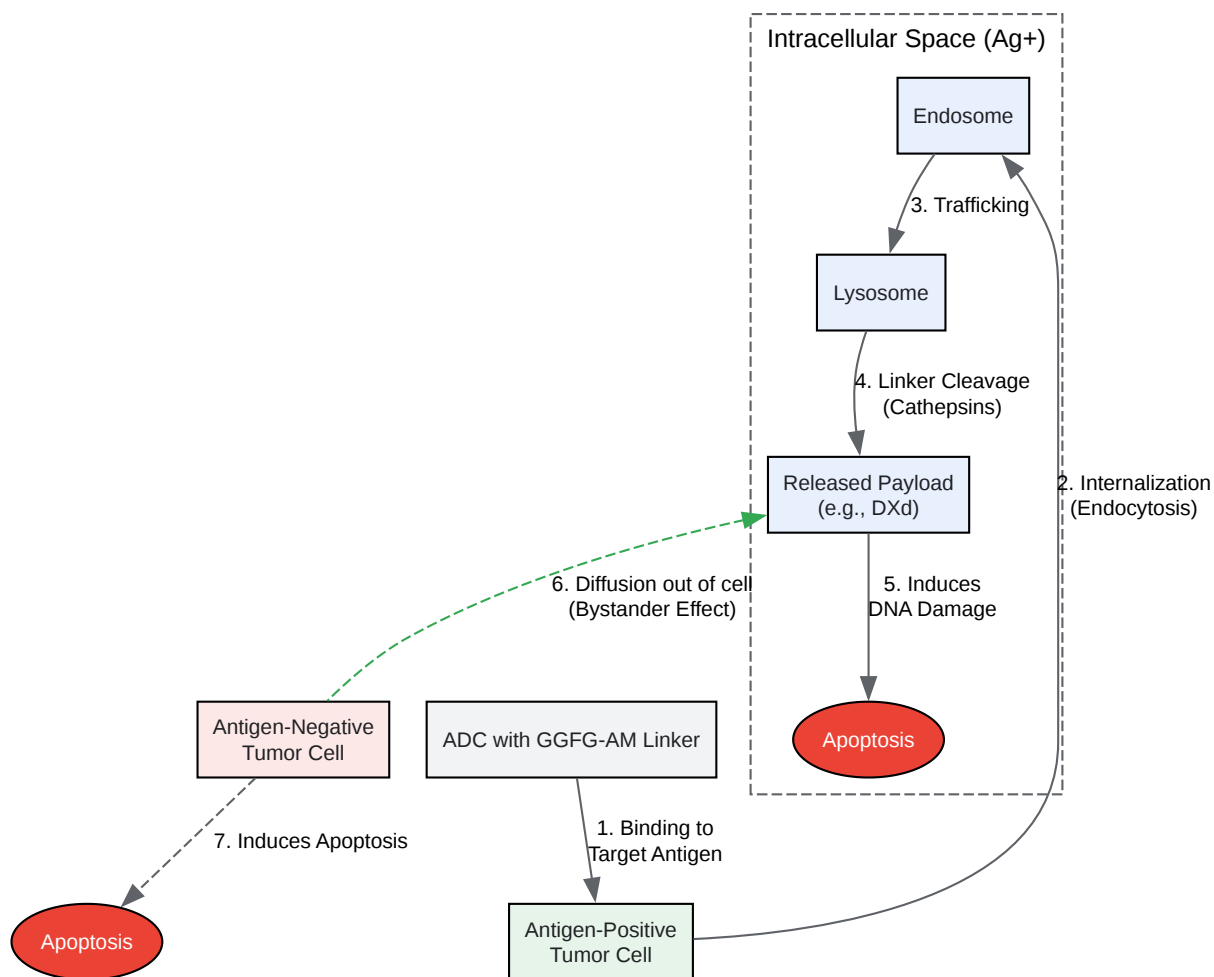 Intracellular Space (Ag+)
Endosome
3. Trafficking
Lysosome
4. Linker Cleavage
(Cathepsins)
Released Payload
(e.g., DXd)
2. Internalization
(Endocytosis)
6. Diffusion out of cell
(Bystander Effect)
5. Induces
DNA Damage
Antigen-Negative
Tumor Cell
ADC with GGFG-AM Linker
Apoptosis
7. Induces Apoptosis
1. Binding to
Target Antigen
Apoptosis
Antigen-Positive
Tumor Cell